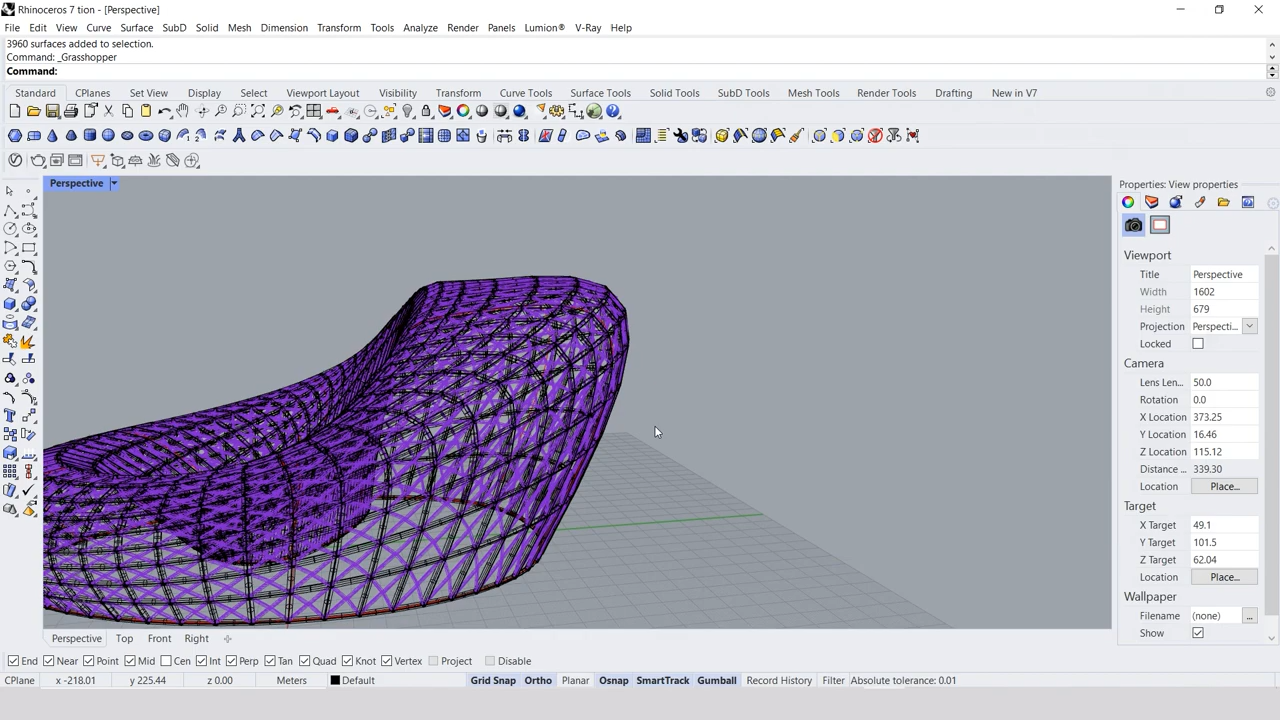 Rhinoceros 7 tion - [Perspective]
File Edit View Curve Surface SubD Solid Mesh Dimension Transform Tools Analyze Render Panels Lumion® V-Ray Help
3960 surfaces added to selection.
Command: _Grasshopper
Command:
Standard CPlanes Set View Display Select Viewport Layout Visibility Transform Curve Tools Surface Tools Solid Tools SubD Tools Mesh Tools Render Tools Drafting New in V7
Perspective
Properties: View properties
Viewport
Title Perspective
Width 1602
Height 679
Projection Perspecti...
Locked
Camera
Lens Len... 50.0
Rotation 0.0
X Location 373.25
Y Location 16.46
Z Location 115.12
Distance ... 339.30
Location Place...
Target
X Target 49.1
Y Target 101.5
Z Target 62.04
Location Place...
Wallpaper
Filename (none) ...
Show
Perspective Top Front Right
End Near Point Mid Cen Int Perp Tan Quad Knot Vertex Project Disable
CPlane x -218.01 y 225.44 z 0.00 Meters Default Grid Snap Ortho Planar Osnap SmartTrack Gumball Record History Filter Absolute tolerance: 0.01